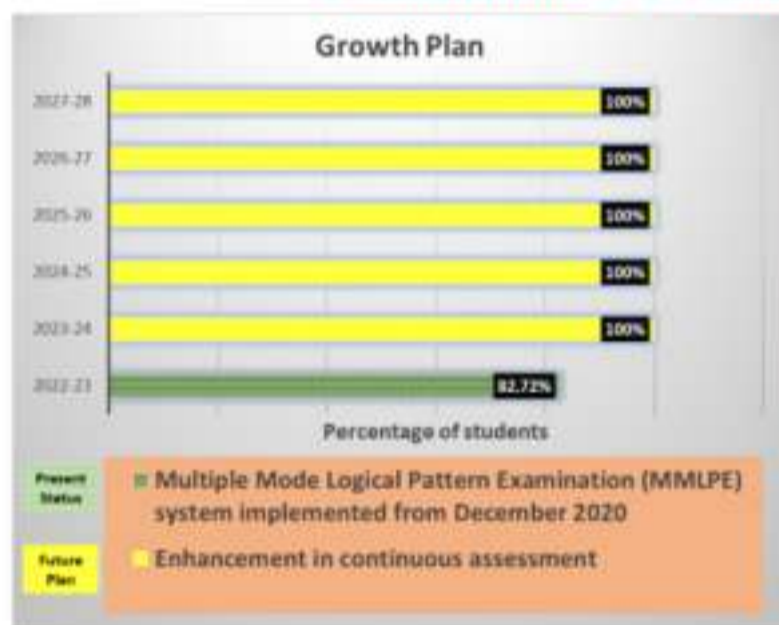 Growth Plan
2027-28
100%
2026-27
100%
2025-26
100%
2024-25
100%
2023-24
100%
2022-23
82.72%
Percentage of students
Present
Status
Multiple Mode Logical Pattern Examination (MMLPE)
system implemented from December 2020
Future
Plan
Enhancement in continuous assessment